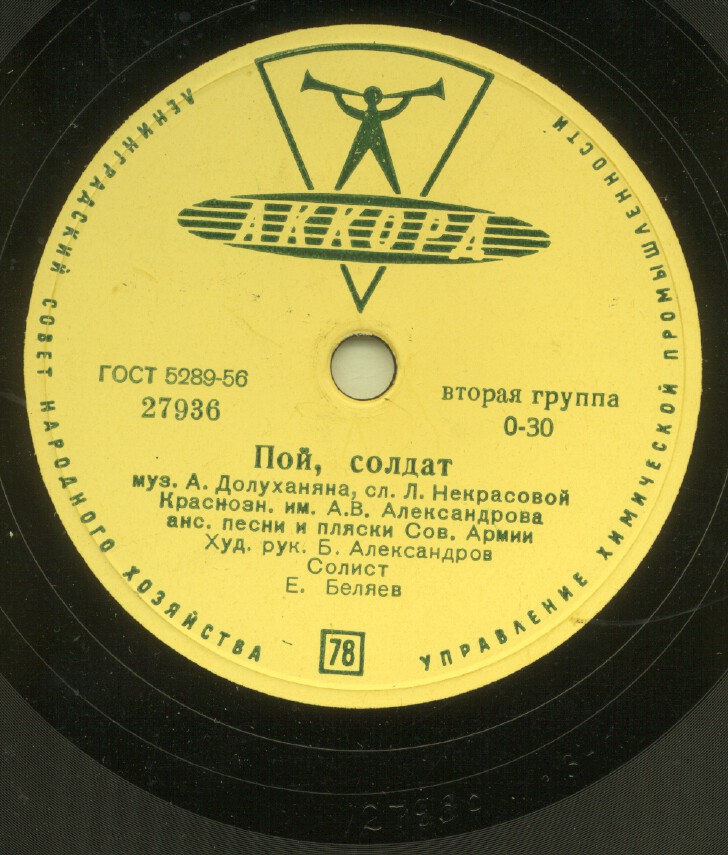 АККОРД
ЛЕНИНГРАДСКИЙ СОВЕТ НАРОДНОГО ХОЗЯЙСТВА
УПРАВЛЕНИЕ ХИМИЧЕСКОЙ ПРОМЫШЛЕННОСТИ
ГОСТ 5289-56
27936
вторая группа
0-30
Пой, солдат
муз. А. Долуханяна, сл. Л. Некрасовой
Краснозн. им. А.В. Александрова
анс. песни и пляски Сов. Армии
Худ. рук. Б. Александров
Солист
Е. Беляев
78